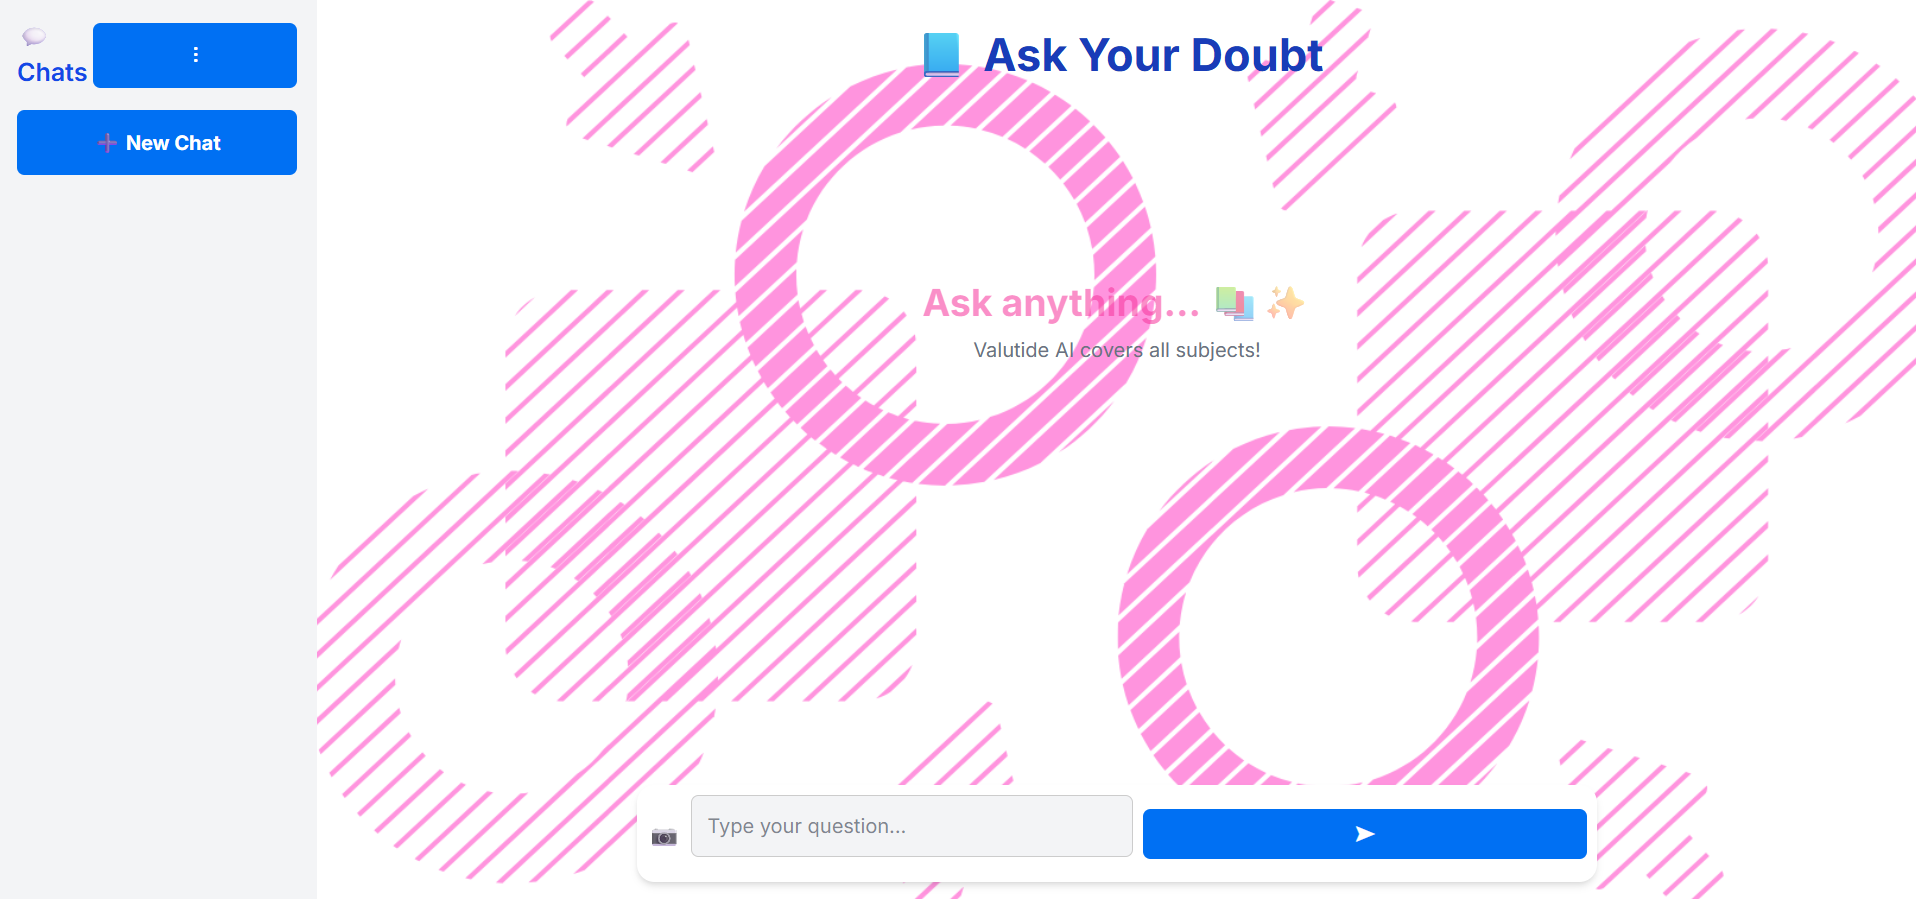 Chats
New Chat
Ask Your Doubt
Ask anything...
Valutide AI covers all subjects!
Type your question...